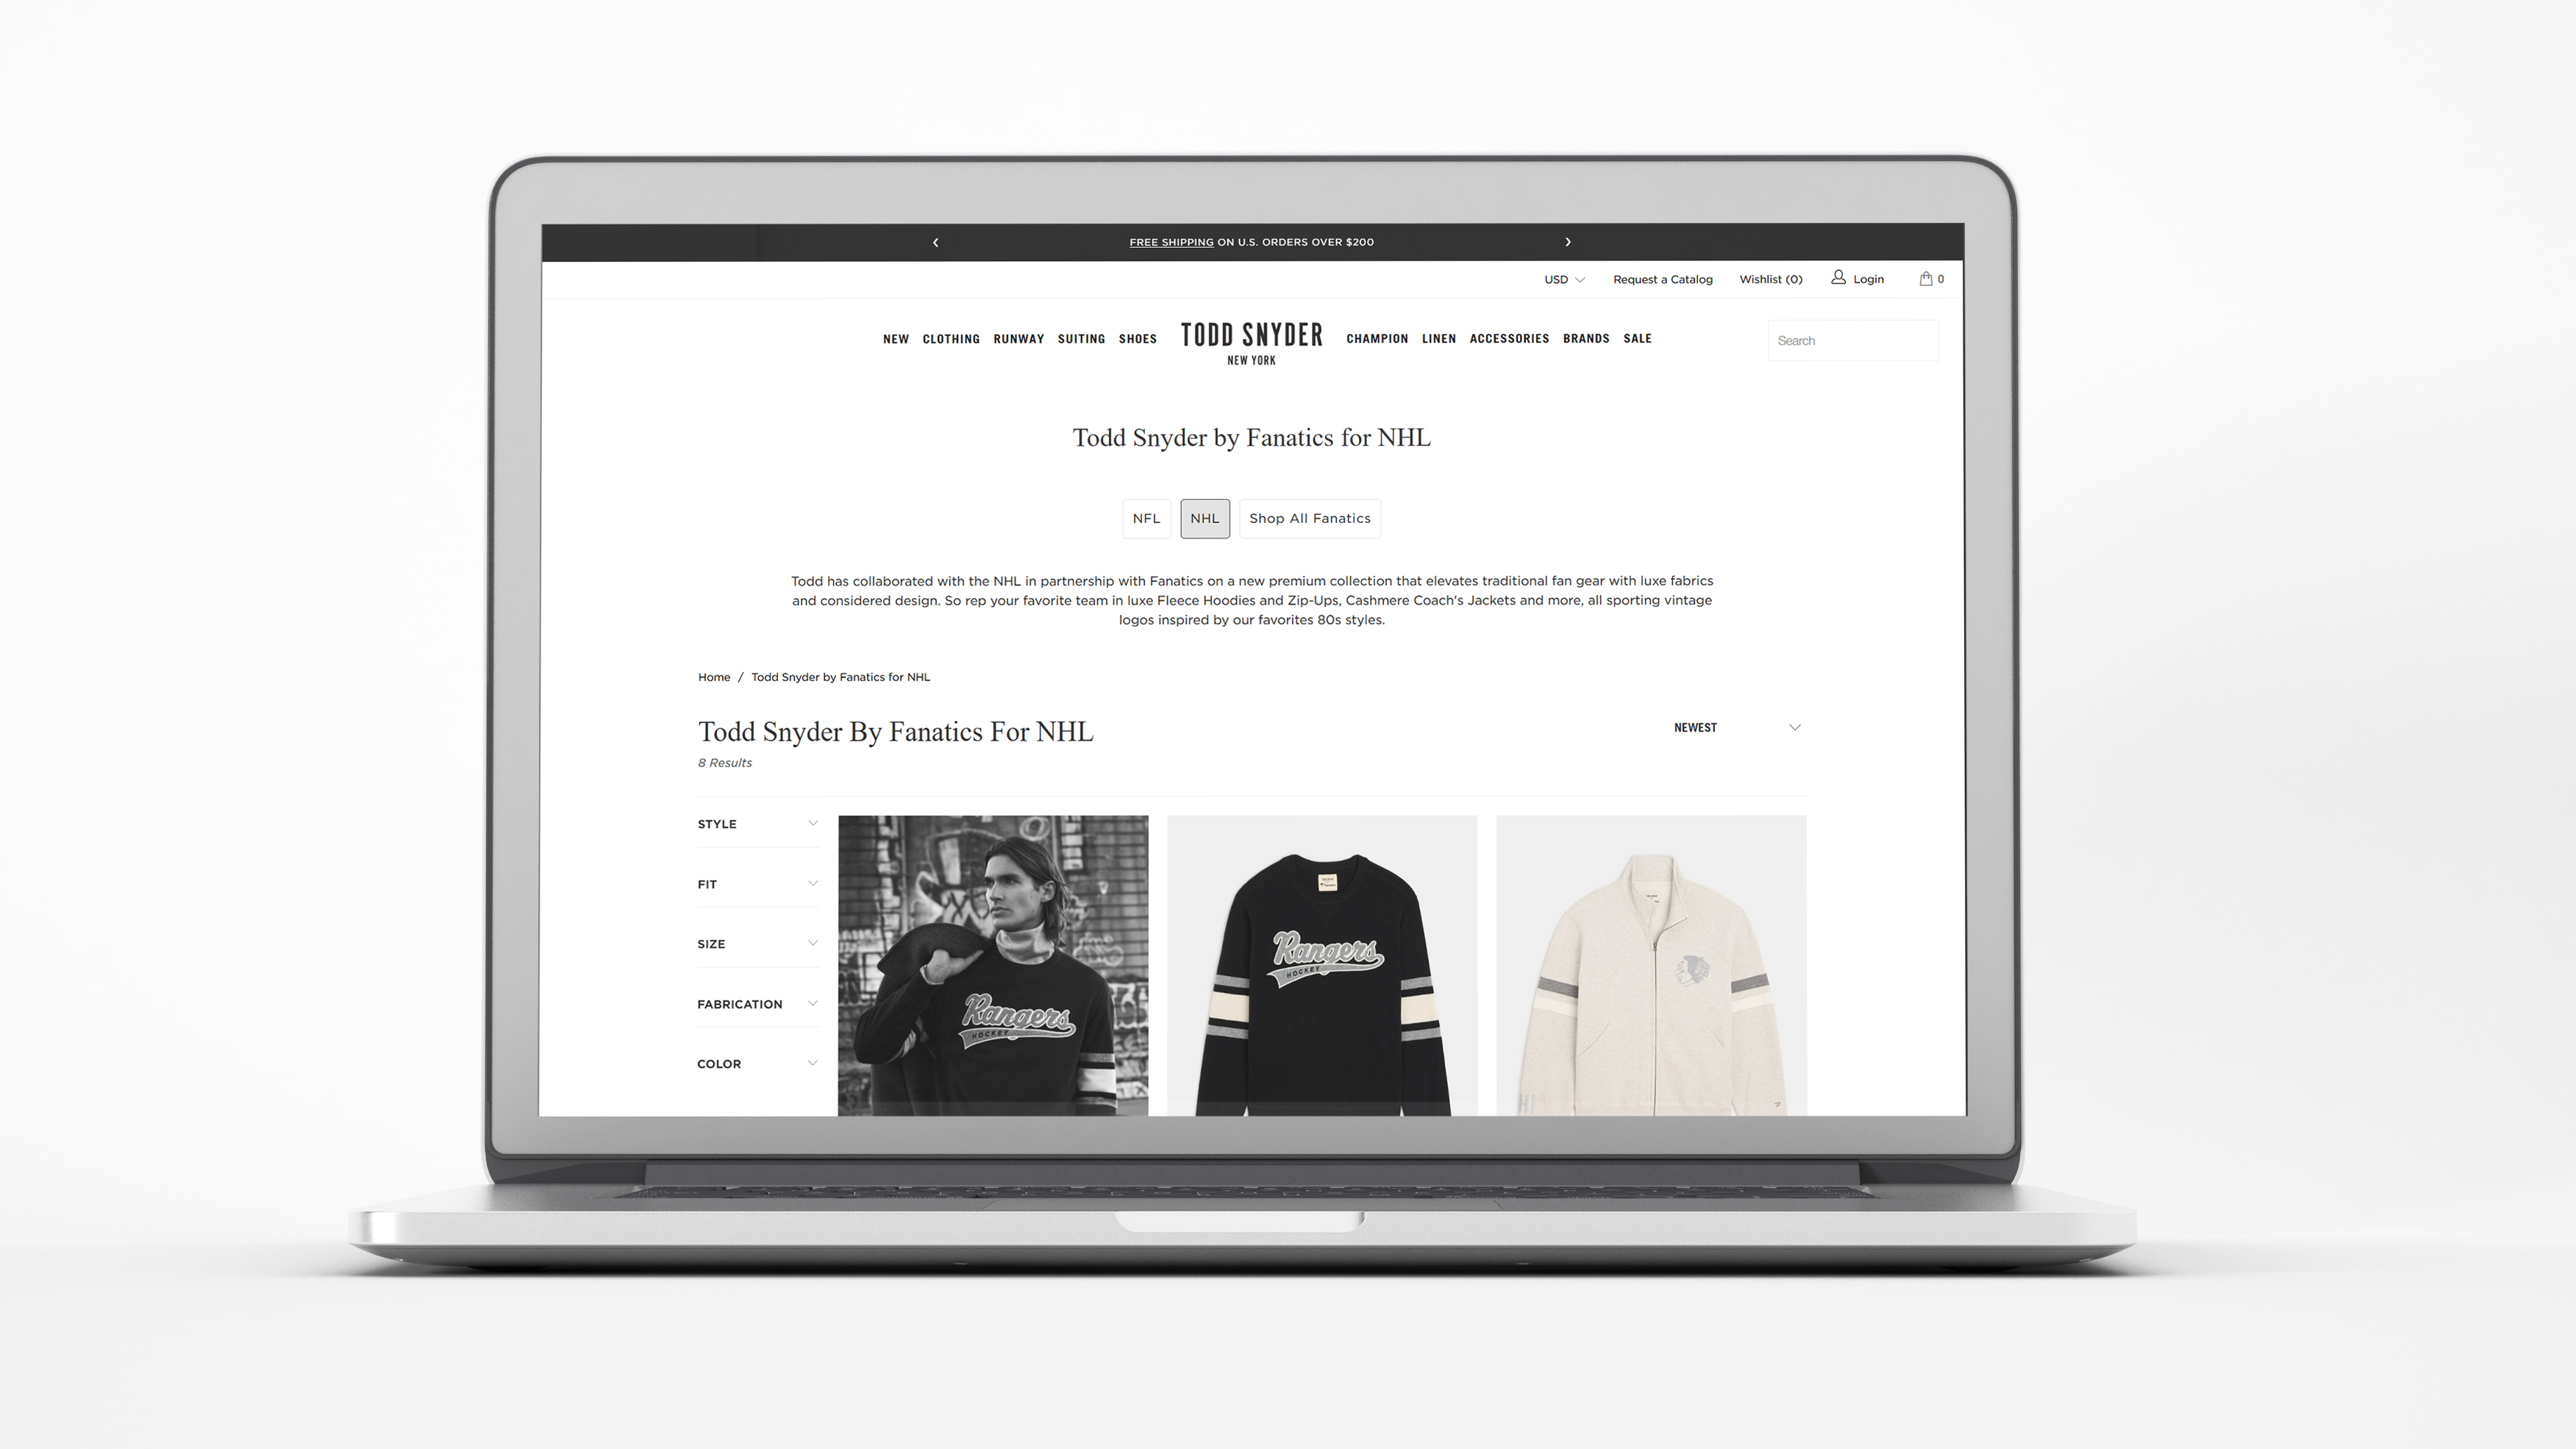 FREE SHIPPING ON U.S. ORDERS OVER $200
USD Request a Catalog Wishlist (0) Login 0
NEW CLOTHING RUNWAY SUITING SHOES TODD SNYDER CHAMPION LINEN ACCESSORIES BRANDS SALE
NEW YORK
Search
Todd Snyder by Fanatics for NHL
NFL NHL Shop All Fanatics
Todd has collaborated with the NHL in partnership with Fanatics on a new premium collection that elevates traditional fan gear with luxe fabrics
and considered design. So rep your favorite team in luxe Fleece Hoodies and Zip-Ups, Cashmere Coach's Jackets and more, all sporting vintage
logos inspired by our favorites 80s styles.
Home / Todd Snyder by Fanatics for NHL
Todd Snyder By Fanatics For NHL
NEWEST
8 Results
STYLE
FIT
SIZE
FABRICATION
COLOR
Rangers
HOCKEY
Rangers
HOCKEY